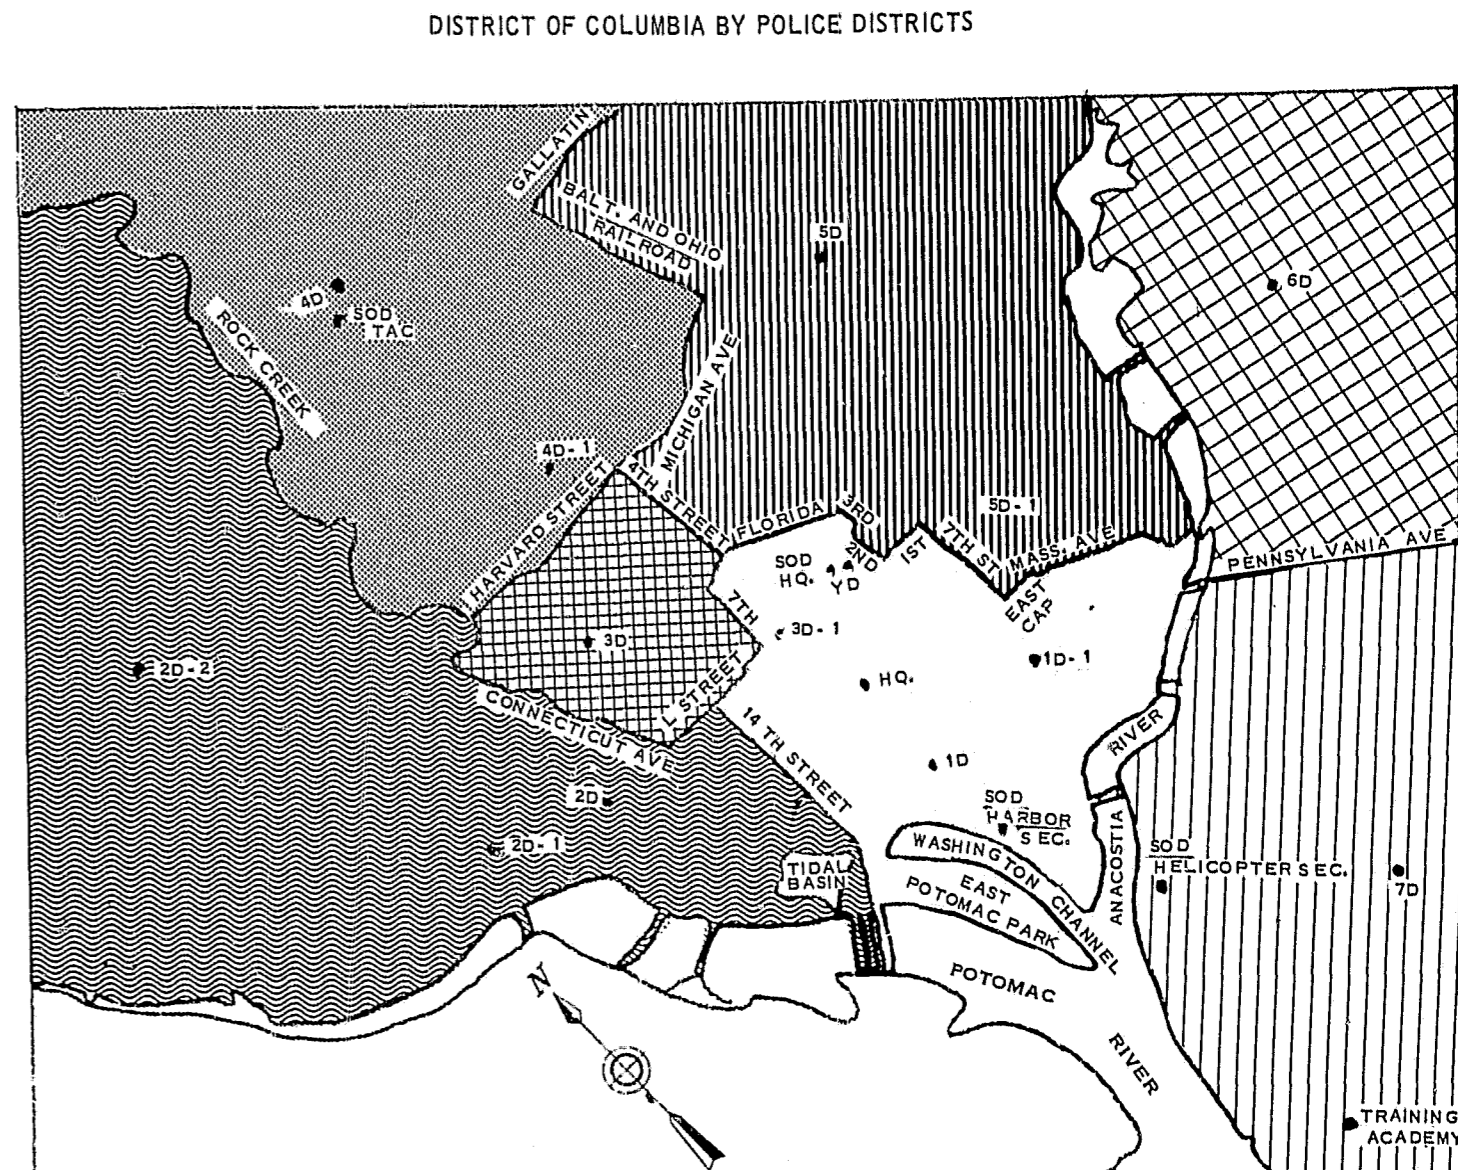 DISTRICT OF COLUMBIA BY POLICE DISTRICTS
GALLATIN
BALT. AND OHIO
RAILROAD
5D
6D
4D
SOD
TAC
ROCK CREEK
MICHIGAN AVE
4D-1
HARVARD STREET
4TH STREET
FLORIDA
3RD
2ND
1ST
7TH ST.
5D-1
MASS. AVE
PENNSYLVANIA AVE
SOD
HQ.
YD
EAST
CAP
7TH
3D-1
3D
1D-1
2D-2
HQ.
L STREET
CONNECTICUT AVE
14TH STREET
RIVER
1D
2D
SOD
HARBOR
SEC.
2D-1
WASHINGTON CHANNEL
ANACOSTIA
SOD
HELICOPTER SEC.
7D
TIDAL
BASIN
EAST
POTOMAC PARK
POTOMAC
RIVER
N
TRAINING
ACADEMY